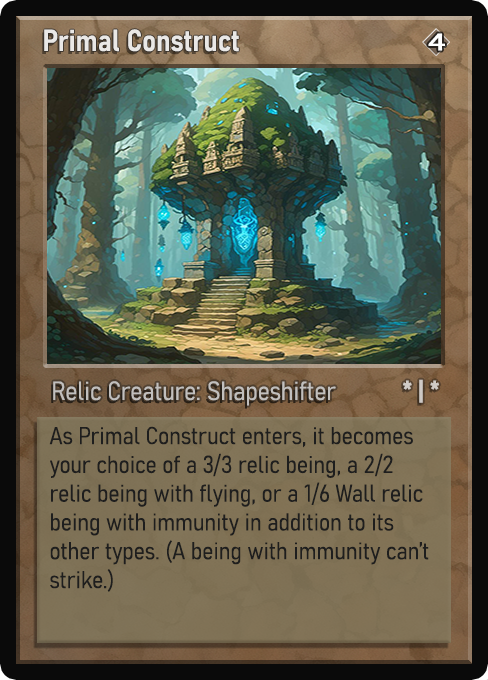 Primal Construct 4
Relic Creature: Shapeshifter *|*
As Primal Construct enters, it becomes
your choice of a 3/3 relic being, a 2/2
relic being with flying, or a 1/6 Wall relic
being with immunity in addition to its
other types. (A being with immunity can't
strike.)